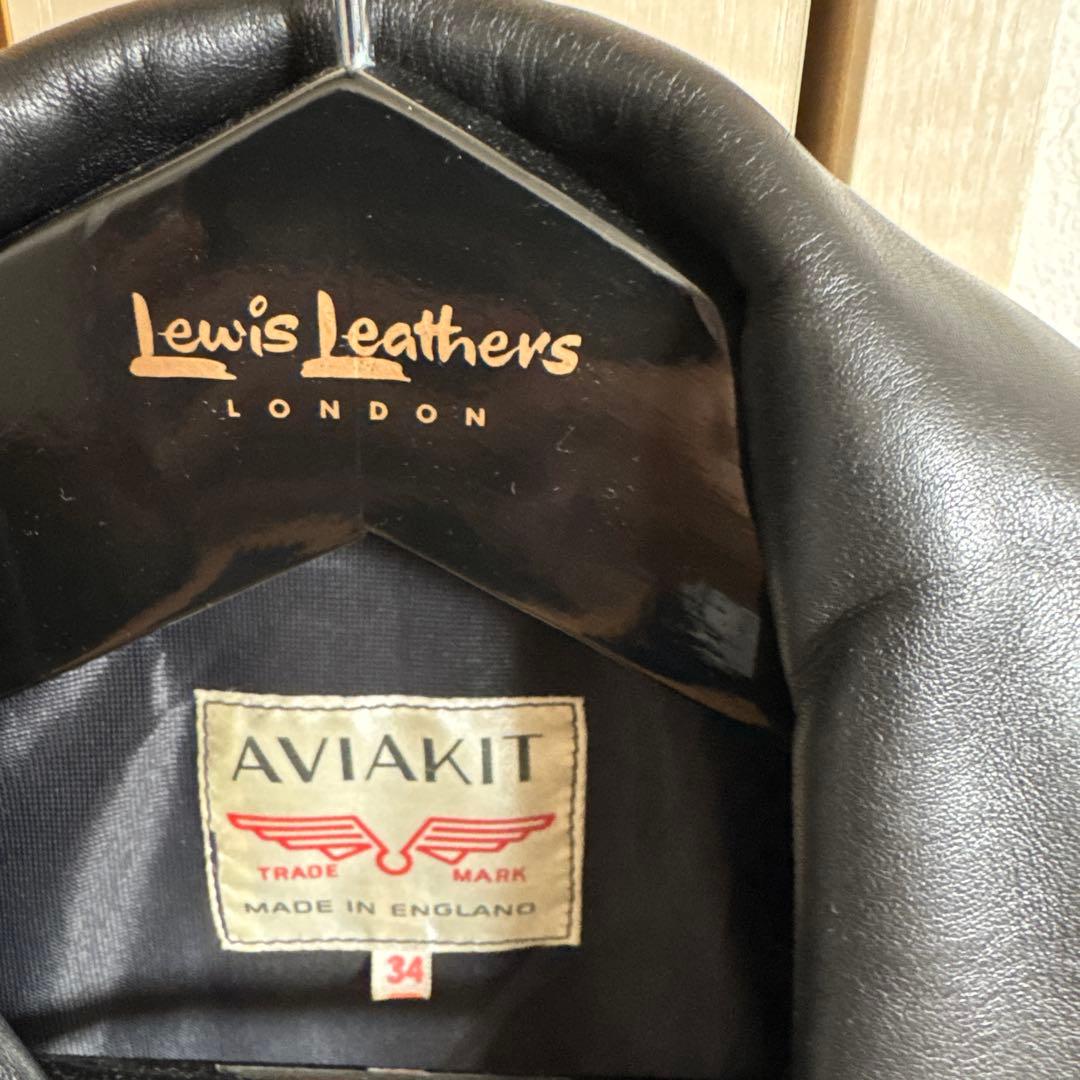 Lewis Leathers
LONDON
AVIAKIT
TRADE MARK
MADE IN ENGLAND
34